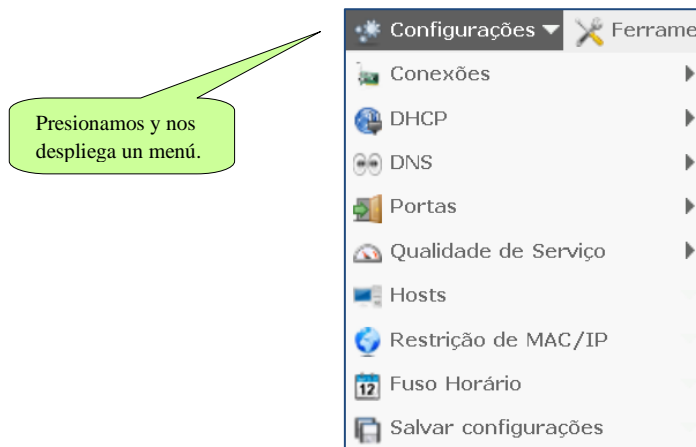 Configurações Ferrame
Conexões
Presionamos y nos
despliega un menú.
DHCP
DNS
Portas
Qualidade de Serviço
Hosts
Restrição de MAC/IP
12 Fuso Horário
Salvar configurações